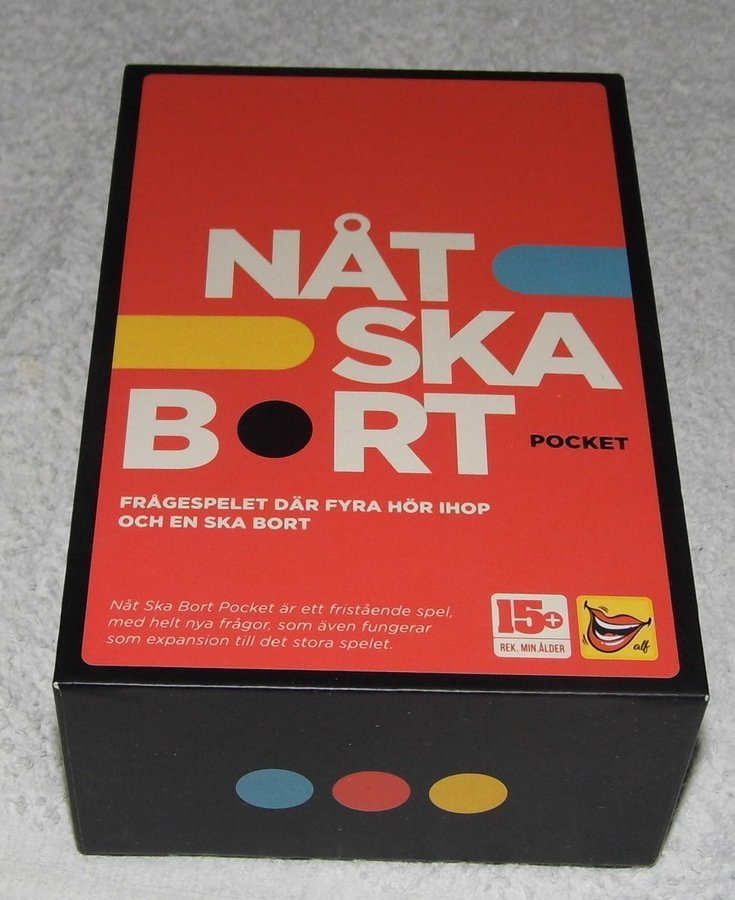 NÅT
SKA
BORT
POCKET
FRÅGESPELET DÄR FYRA HÖR IHOP
OCH EN SKA BORT
Nåt Ska Bort Pocket är ett fristående spel,
med helt nya frågor, som även fungerar
som expansion till det stora spelet.
15+
REK. MIN.ÅLDER
alf